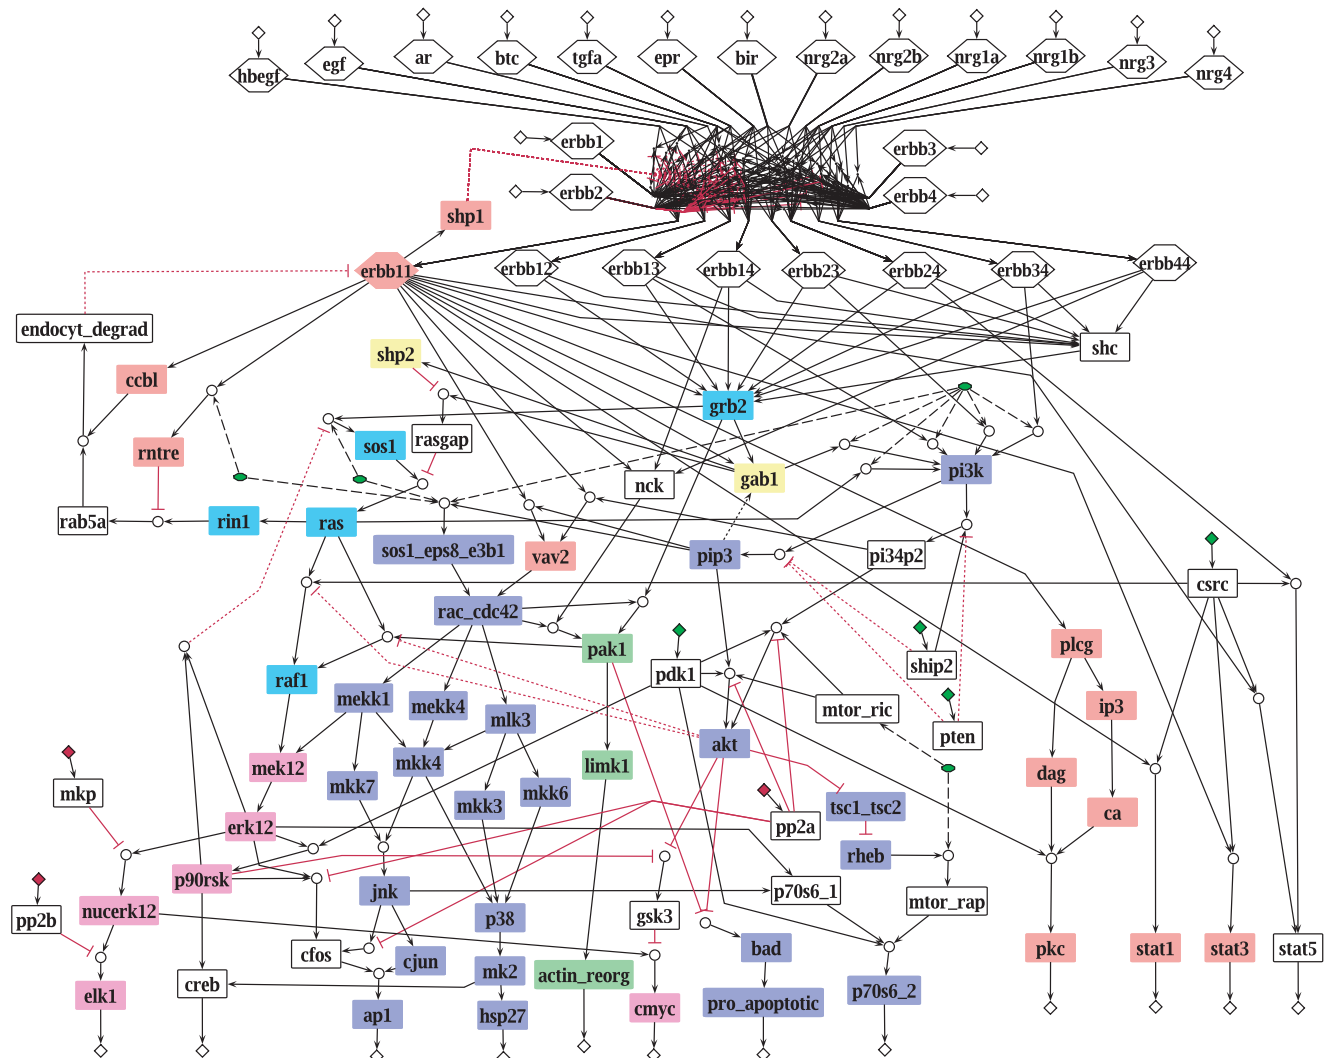 hbegf
egf
ar
btc
tgfa
epr
bir
nrg2a
nrg2b
nrg1a
nrg1b
nrg3
nrg4
erbb1
erbb3
erbb2
erbb4
shp1
erbb11
erbb12
erbb13
erbb14
erbb23
erbb24
erbb34
erbb44
endocyt_degrad
shc
shp2
ccbl
grb2
rntre
sos1
rasgap
nck
gab1
pi3k
rab5a
rin1
ras
sos1_eps8_e3b1
vav2
pip3
pi34p2
csrc
rac_cdc42
pak1
plcg
ship2
raf1
pdk1
mekk1
mekk4
mlk3
mtor_ric
ip3
akt
pten
mek12
mkk4
limk1
mkk7
dag
mkp
mkk3
mkk6
tsc1_tsc2
ca
erk12
pp2a
rheb
p90rsk
jnk
p70s6_1
mtor_rap
pp2b
nucerk12
p38
gsk3
cfos
cjun
bad
pkc
stat1
stat3
stat5
mk2
actin_reorg
creb
elk1
ap1
hsp27
cmyc
pro_apoptotic
p70s6_2